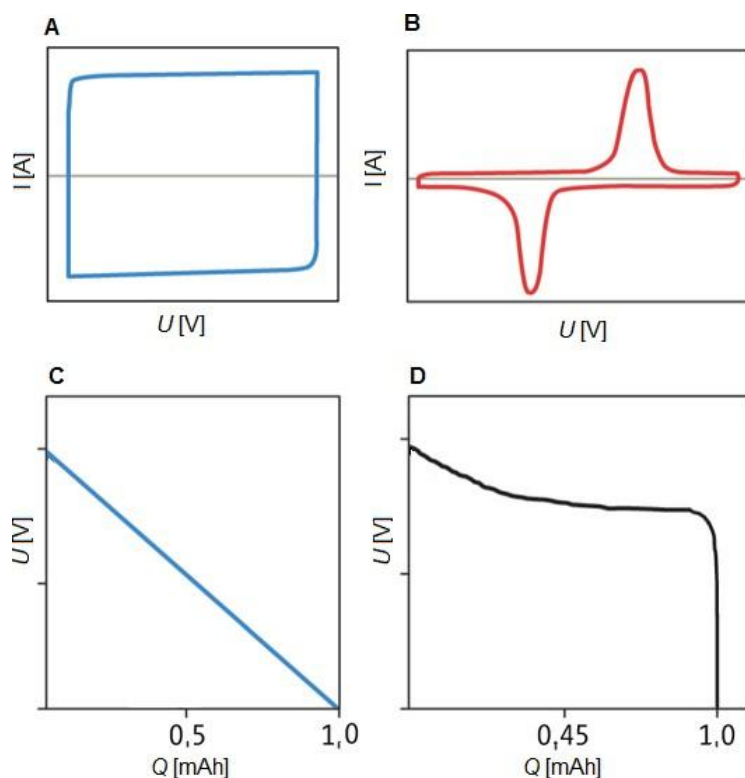 A
I [A]
U [V]
B
I [A]
U [V]
C
U [V]
0,5
1,0
Q [mAh]
D
U [V]
0,45
1,0
Q [mAh]